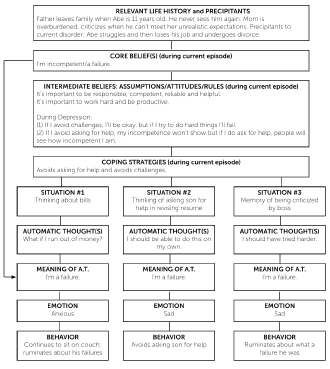 RELEVANT LIFE HISTORY and PRECIPITANTS
Father leaves family when Abe is 11 years old. He never sees him again. Mom is
overburdened, criticizes when he can't meet her unrealistic expectations. Precipitants to
current disorder: Abe struggles and then loses his job and undergoes divorce.
CORE BELIEF(S) (during current episode)
I'm incompetent/a failure.
INTERMEDIATE BELIEFS: ASSUMPTIONS/ATTITUDES/RULES (during current episode)
It's important to be responsible, competent, reliable and helpful.
It's important to work hard and be productive.
During Depression:
(1) If I avoid challenges, I'll be okay, but if I try to do hard things I'll fail.
(2) If I avoid asking for help, my incompetence won't show but if I do ask for help, people will
see how incompetent I am.
COPING STRATEGIES (during current episode)
Avoids asking for help and avoids challenges.
SITUATION #1
Thinking about bills
SITUATION #2
Thinking of asking son for
help in revising resume
SITUATION #3
Memory of being criticized
by boss
AUTOMATIC THOUGHT(S)
What if I run out of money?
AUTOMATIC THOUGHT(S)
I should be able to do this on
my own.
AUTOMATIC THOUGHT(S)
I should have tried harder.
MEANING OF A.T.
I'm a failure.
MEANING OF A.T.
I'm a failure.
MEANING OF A.T.
I'm a failure.
EMOTION
Anxious
EMOTION
Sad
EMOTION
Sad
BEHAVIOR
Continues to sit on couch;
ruminates about his failures
BEHAVIOR
Avoids asking son for help
BEHAVIOR
Ruminates about what a
failure he was